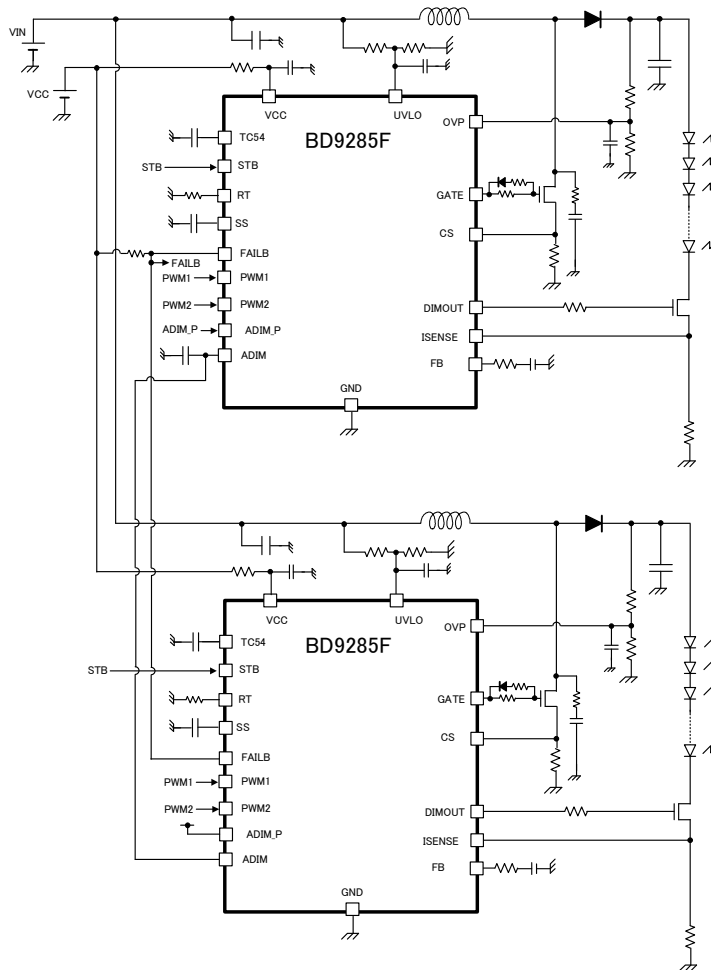 VIN
VCC
VCC
UVLO
BD9285F
OVP
TC54
STB
STB
RT
GATE
SS
CS
FAILB
FAILB
PWM1
PWM1
PWM2
PWM2
DIMOUT
ADIM_P
ADIM_P
ISENSE
ADIM
FB
GND
VCC
UVLO
BD9285F
OVP
TC54
STB
STB
RT
GATE
SS
CS
FAILB
PWM1
PWM1
PWM2
PWM2
DIMOUT
ADIM_P
ISENSE
ADIM
FB
GND